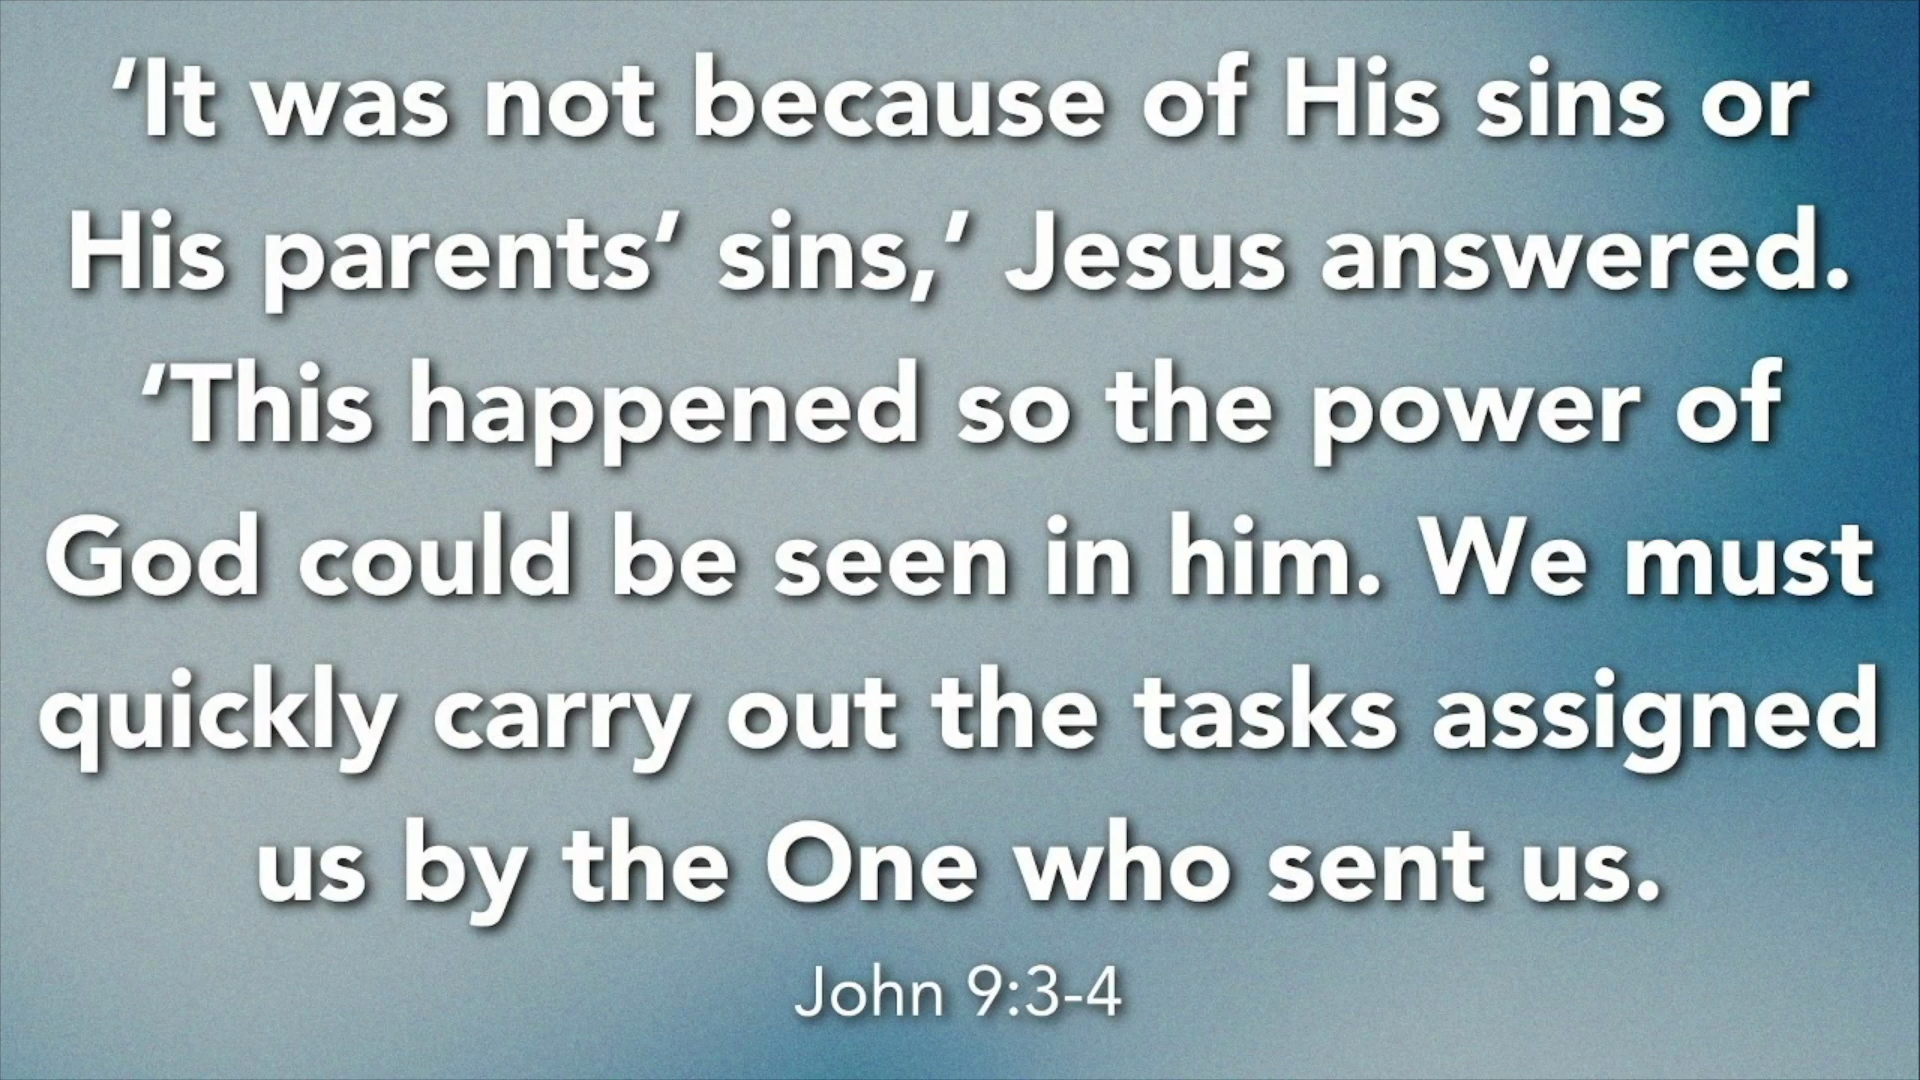 ‘It was not because of His sins or
His parents’ sins,’ Jesus answered.
‘This happened so the power of
God could be seen in him. We must
quickly carry out the tasks assigned
us by the One who sent us.
John 9:3-4